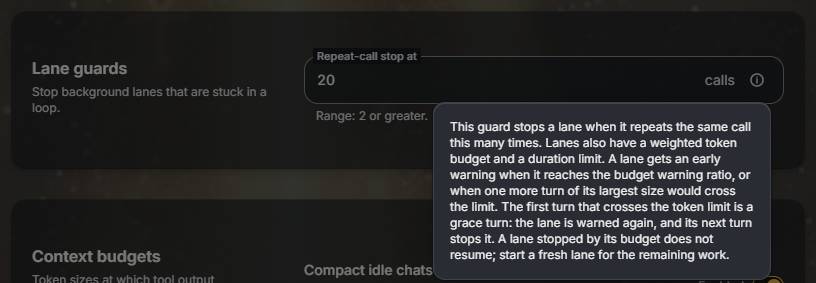 Repeat-call stop at
Lane guards
20
calls
Stop background lanes that are stuck in a
loop.
Range: 2 or greater.
This guard stops a lane when it repeats the same call
this many times. Lanes also have a weighted token
budget and a duration limit. A lane gets an early
warning when it reaches the budget warning ratio, or
when one more turn of its largest size would cross
the limit. The first turn that crosses the token limit is a
grace turn: the lane is warned again, and its next turn
stops it. A lane stopped by its budget does not
resume; start a fresh lane for the remaining work.
Context budgets
Compact idle chats
Token sizes at which tool output